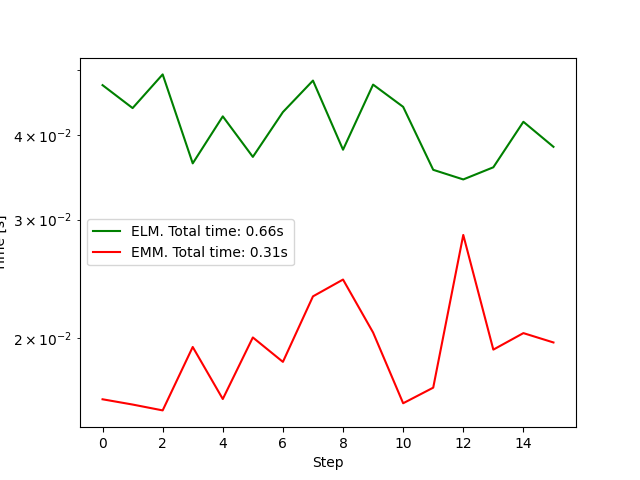 4 × 10⁻²
3 × 10⁻²
2 × 10⁻²
Time [s]
ELM. Total time: 0.66s
EMM. Total time: 0.31s
0 2 4 6 8 10 12 14
Step